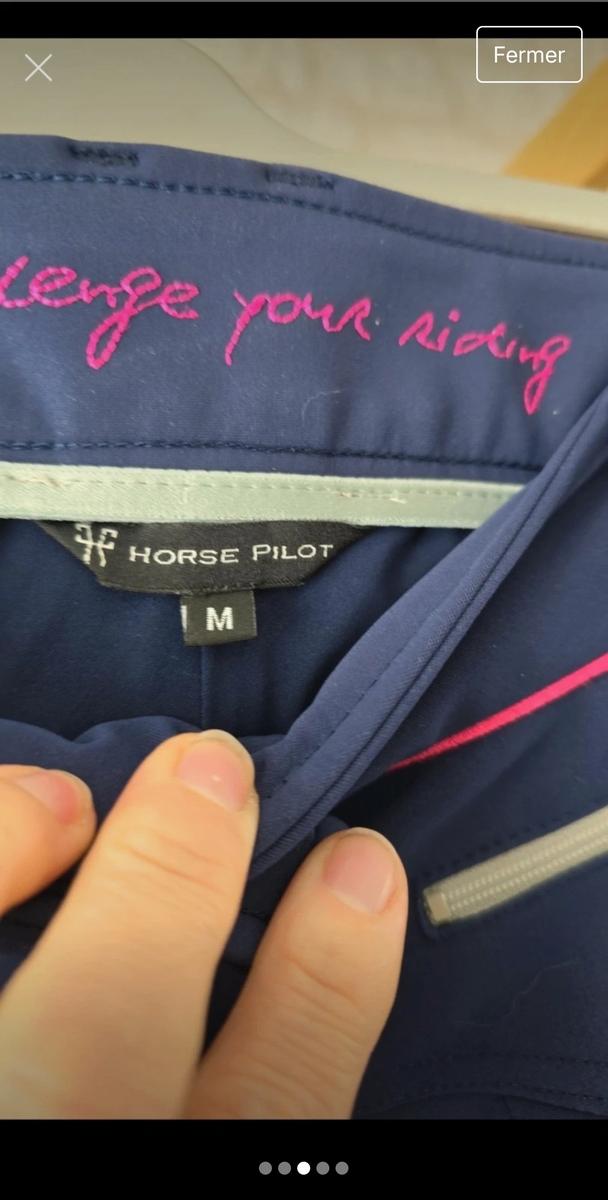 Fermer
lenge your riding
HORSE PILOT
M